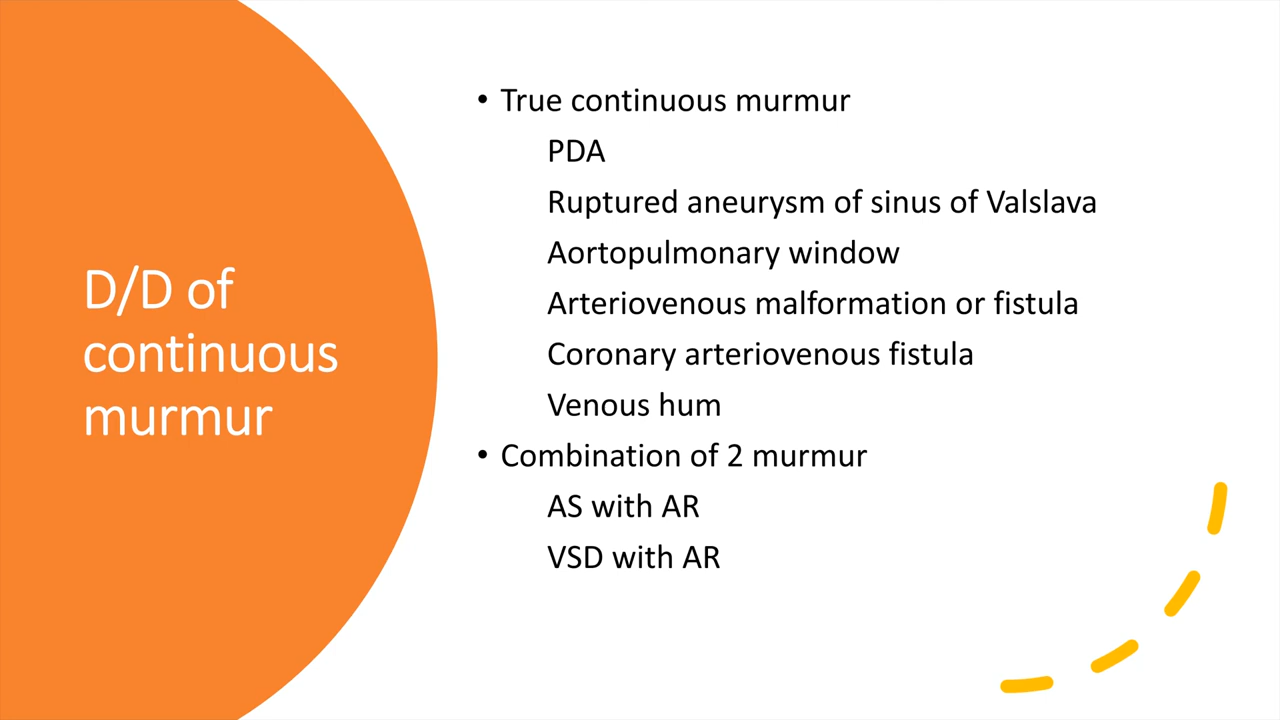 D/D of
continuous
murmur
• True continuous murmur
PDA
Ruptured aneurysm of sinus of Valslava
Aortopulmonary window
Arteriovenous malformation or fistula
Coronary arteriovenous fistula
Venous hum
• Combination of 2 murmur
AS with AR
VSD with AR